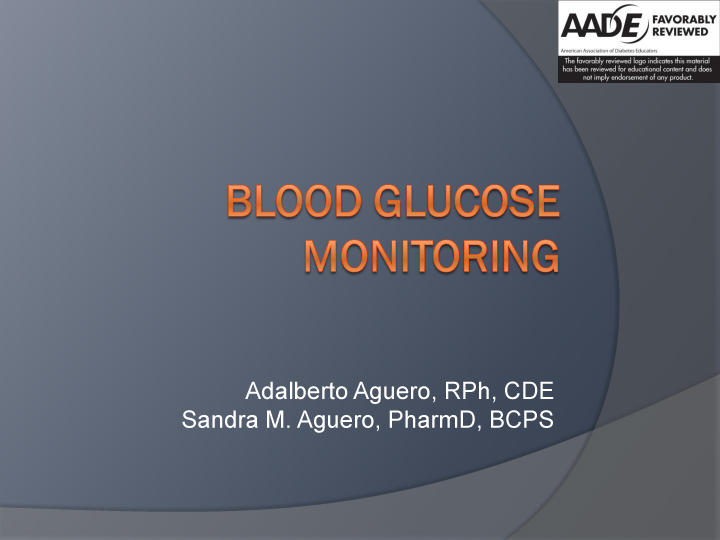 AADE FAVORABLY
REVIEWED
American Association of Diabetes Educators
The favorably reviewed logo indicates this material
has been reviewed for educational content and does
not imply endorsement of any product.
BLOOD GLUCOSE
MONITORING
Adalberto Aguero, RPh, CDE
Sandra M. Aguero, PharmD, BCPS